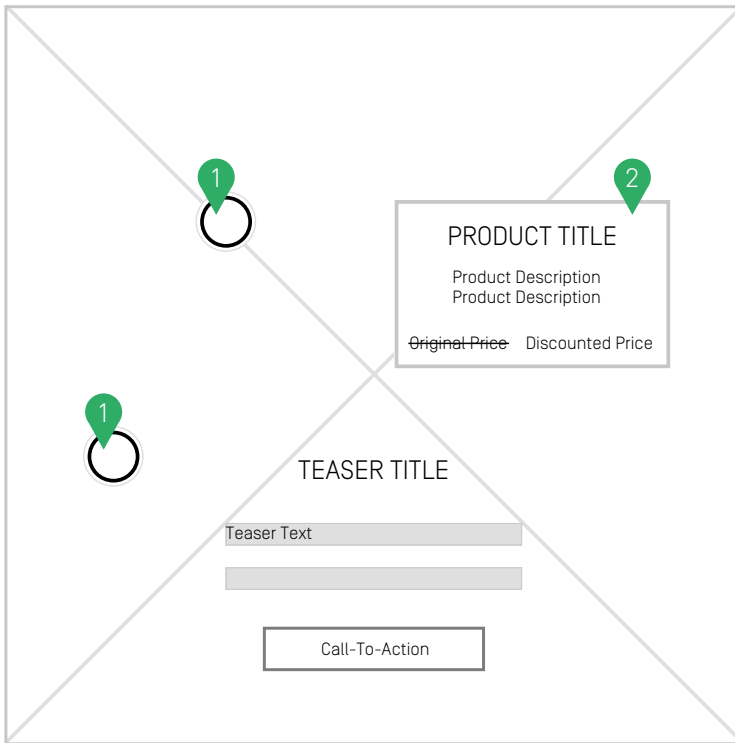 1
2
PRODUCT TITLE
Product Description
Product Description
Original Price Discounted Price
1
TEASER TITLE
Teaser Text
Call-To-Action